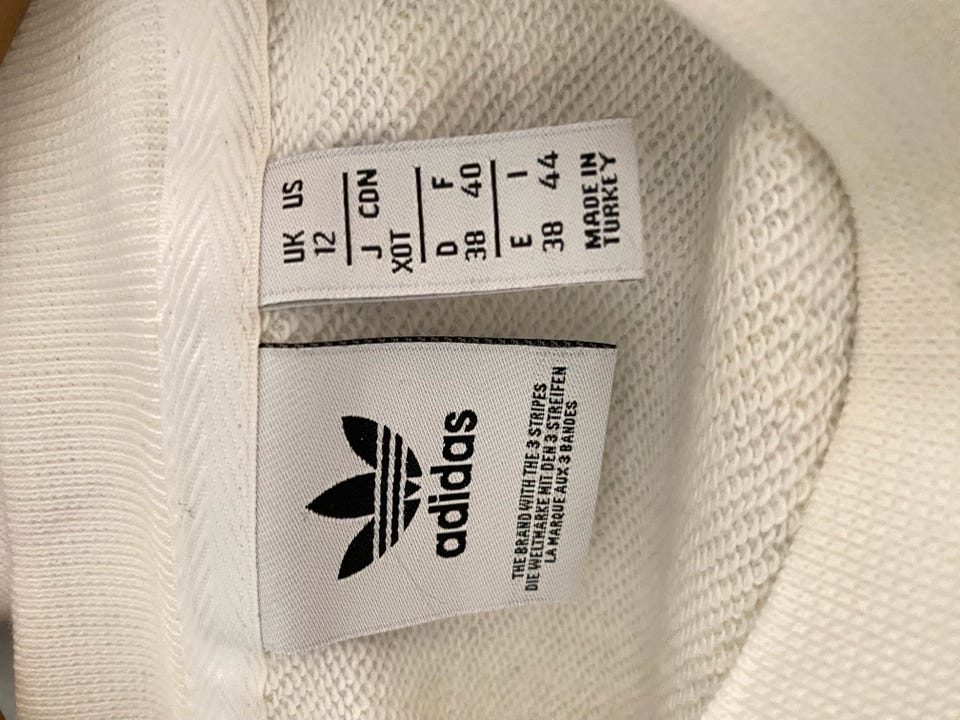 adidas
THE BRAND WITH THE 3 STRIPES
DIE WELTMARKE MIT DEN 3 STREIFEN
LA MARQUE AUX 3 BANDES
UK US
12
J CDN
XOT
D F
38 40
E I
38 44
MADE IN
TURKEY